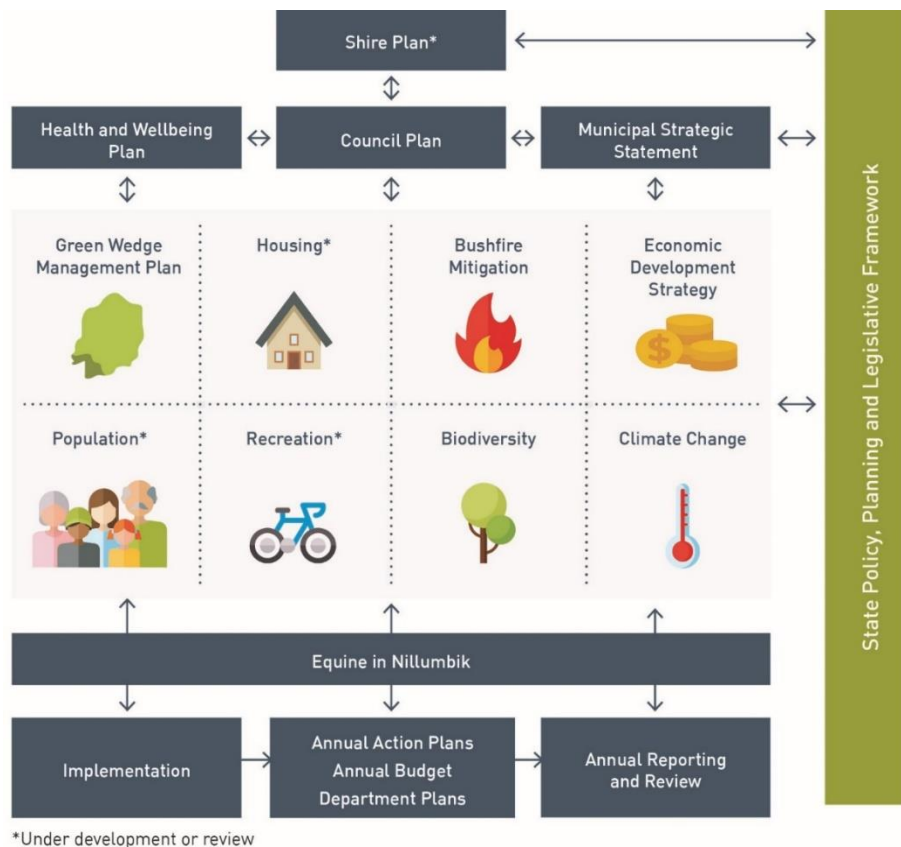 Shire Plan*
Health and Wellbeing
Plan
Council Plan
Municipal Strategic
Statement
State Policy, Planning and Legislative Framework
Green Wedge
Management Plan
Housing*
Bushfire
Mitigation
Economic
Development
Strategy
$
Population*
Recreation*
Biodiversity
Climate Change
Equine in Nillumbik
Implementation
Annual Action Plans
Annual Budget
Department Plans
Annual Reporting
and Review
*Under development or review